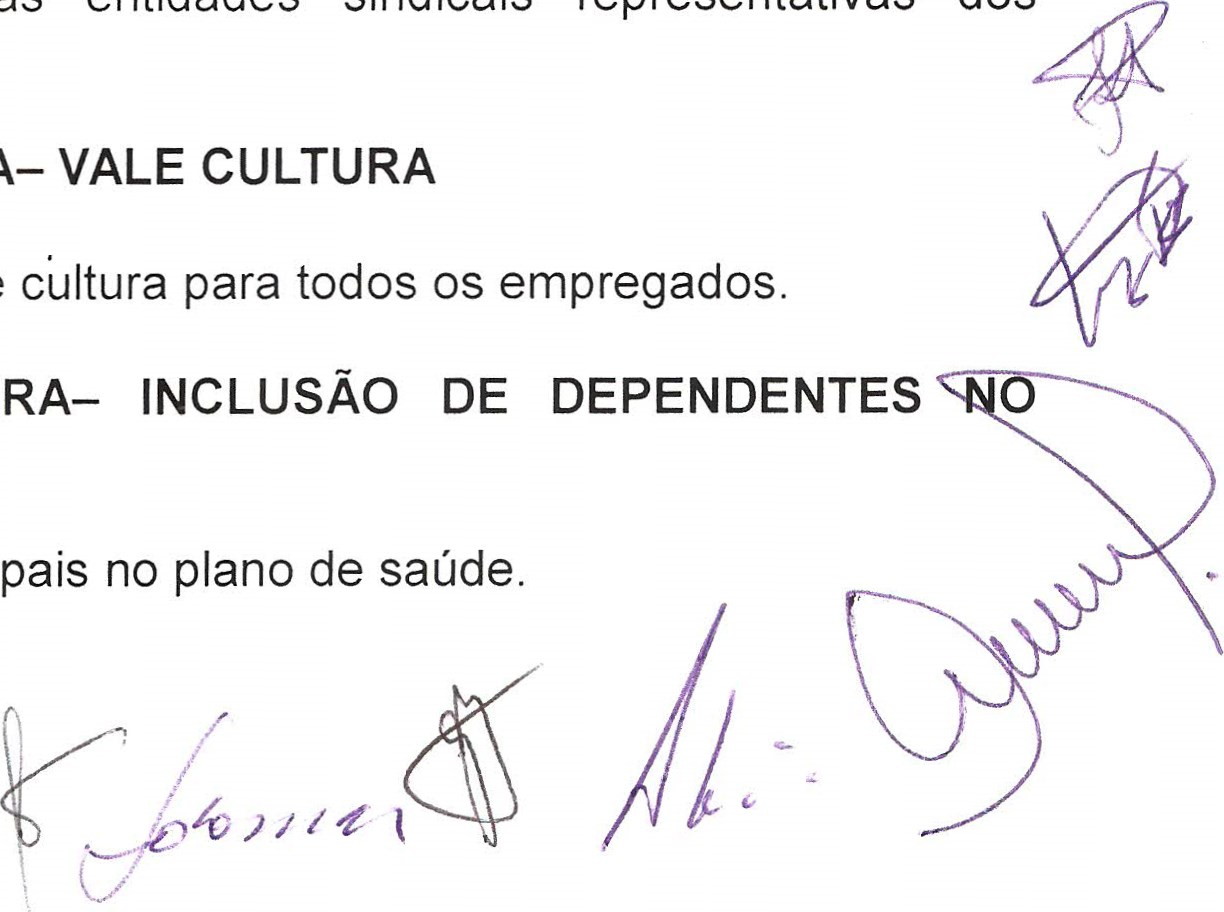 as entidades sindicais representativas dos
A– VALE CULTURA
e cultura para todos os empregados.
RA– INCLUSÃO DE DEPENDENTES NO
pais no plano de saúde.